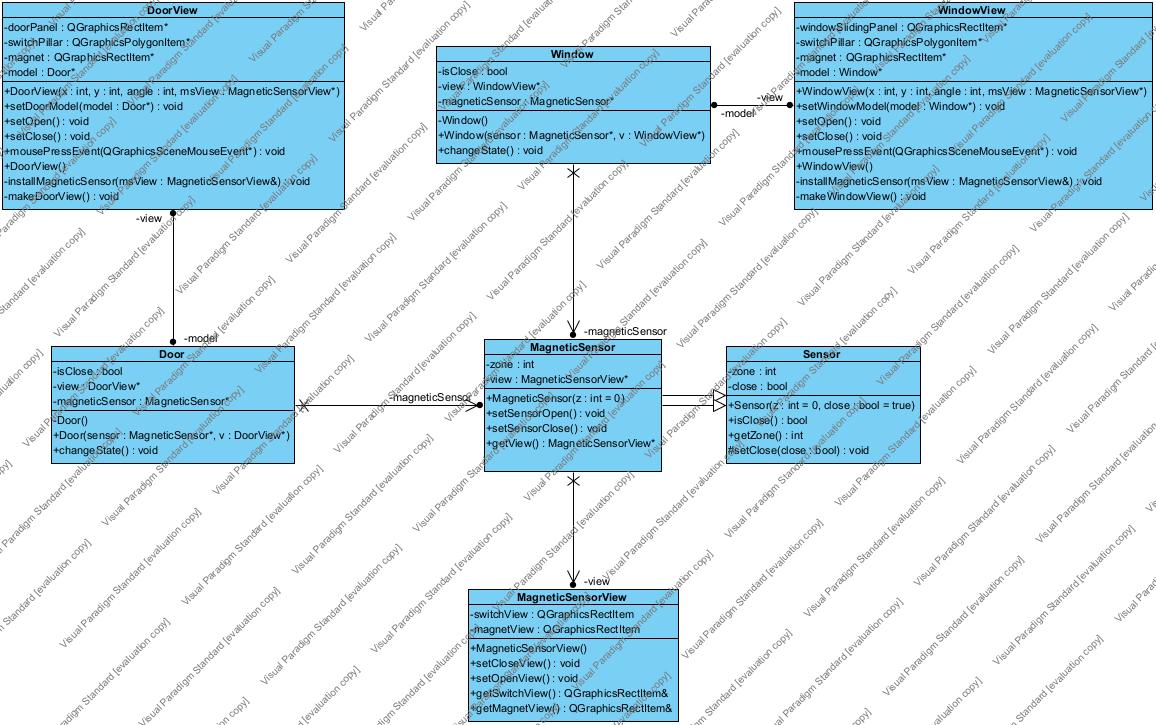 DoorView
-doorPanel : QGraphicsRectItem*
-switchPillar : QGraphicsPolygonItem*
-magnet : QGraphicsRectItem*
-model : Door*
+DoorView(x : int, y : int, angle : int, msView : MagneticSensorView*)
+setDoorModel(model : Door*) : void
+setOpen() : void
+setClose() : void
+mousePressEvent(QGraphicsSceneMouseEvent*) : void
+DoorView()
-installMagneticSensor(msView : MagneticSensorView&) : void
-makeDoorView() : void
Window
-isClose : bool
-view : WindowView*
-magneticSensor : MagneticSensor*
-Window()
+Window(sensor : MagneticSensor*, v : WindowView*)
+changeState() : void
-view
-model
WindowView
-windowSlidingPanel : QGraphicsRectItem*
-switchPillar : QGraphicsPolygonItem*
-magnet : QGraphicsRectItem*
-model : Window*
+WindowView(x : int, y : int, angle : int, msView : MagneticSensorView*)
+setWindowModel(model : Window*) : void
+setOpen() : void
+setClose() : void
+mousePressEvent(QGraphicsSceneMouseEvent*) : void
+WindowView()
-installMagneticSensor(msView : MagneticSensorView&) : void
-makeWindowView() : void
-view
-model
-magneticSensor
Door
-isClose : bool
-view : DoorView*
-magneticSensor : MagneticSensor*
-Door()
+Door(sensor : MagneticSensor*, v : DoorView*)
+changeState() : void
-magneticSensor
MagneticSensor
-zone : int
-view : MagneticSensorView*
+MagneticSensor(z : int = 0)
+setSensorOpen() : void
+setSensorClose() : void
+getView() : MagneticSensorView*
Sensor
-zone : int
-close : bool
+Sensor(z : int = 0, close : bool = true)
+isClose() : bool
+getZone() : int
#setClose(close : bool) : void
-view
MagneticSensorView
-switchView : QGraphicsRectItem
-magnetView : QGraphicsRectItem
+MagneticSensorView()
+setCloseView() : void
+setOpenView() : void
+getSwitchView() : QGraphicsRectItem&
+getMagnetView() : QGraphicsRectItem&
Visual Paradigm Standard [evaluation copy]